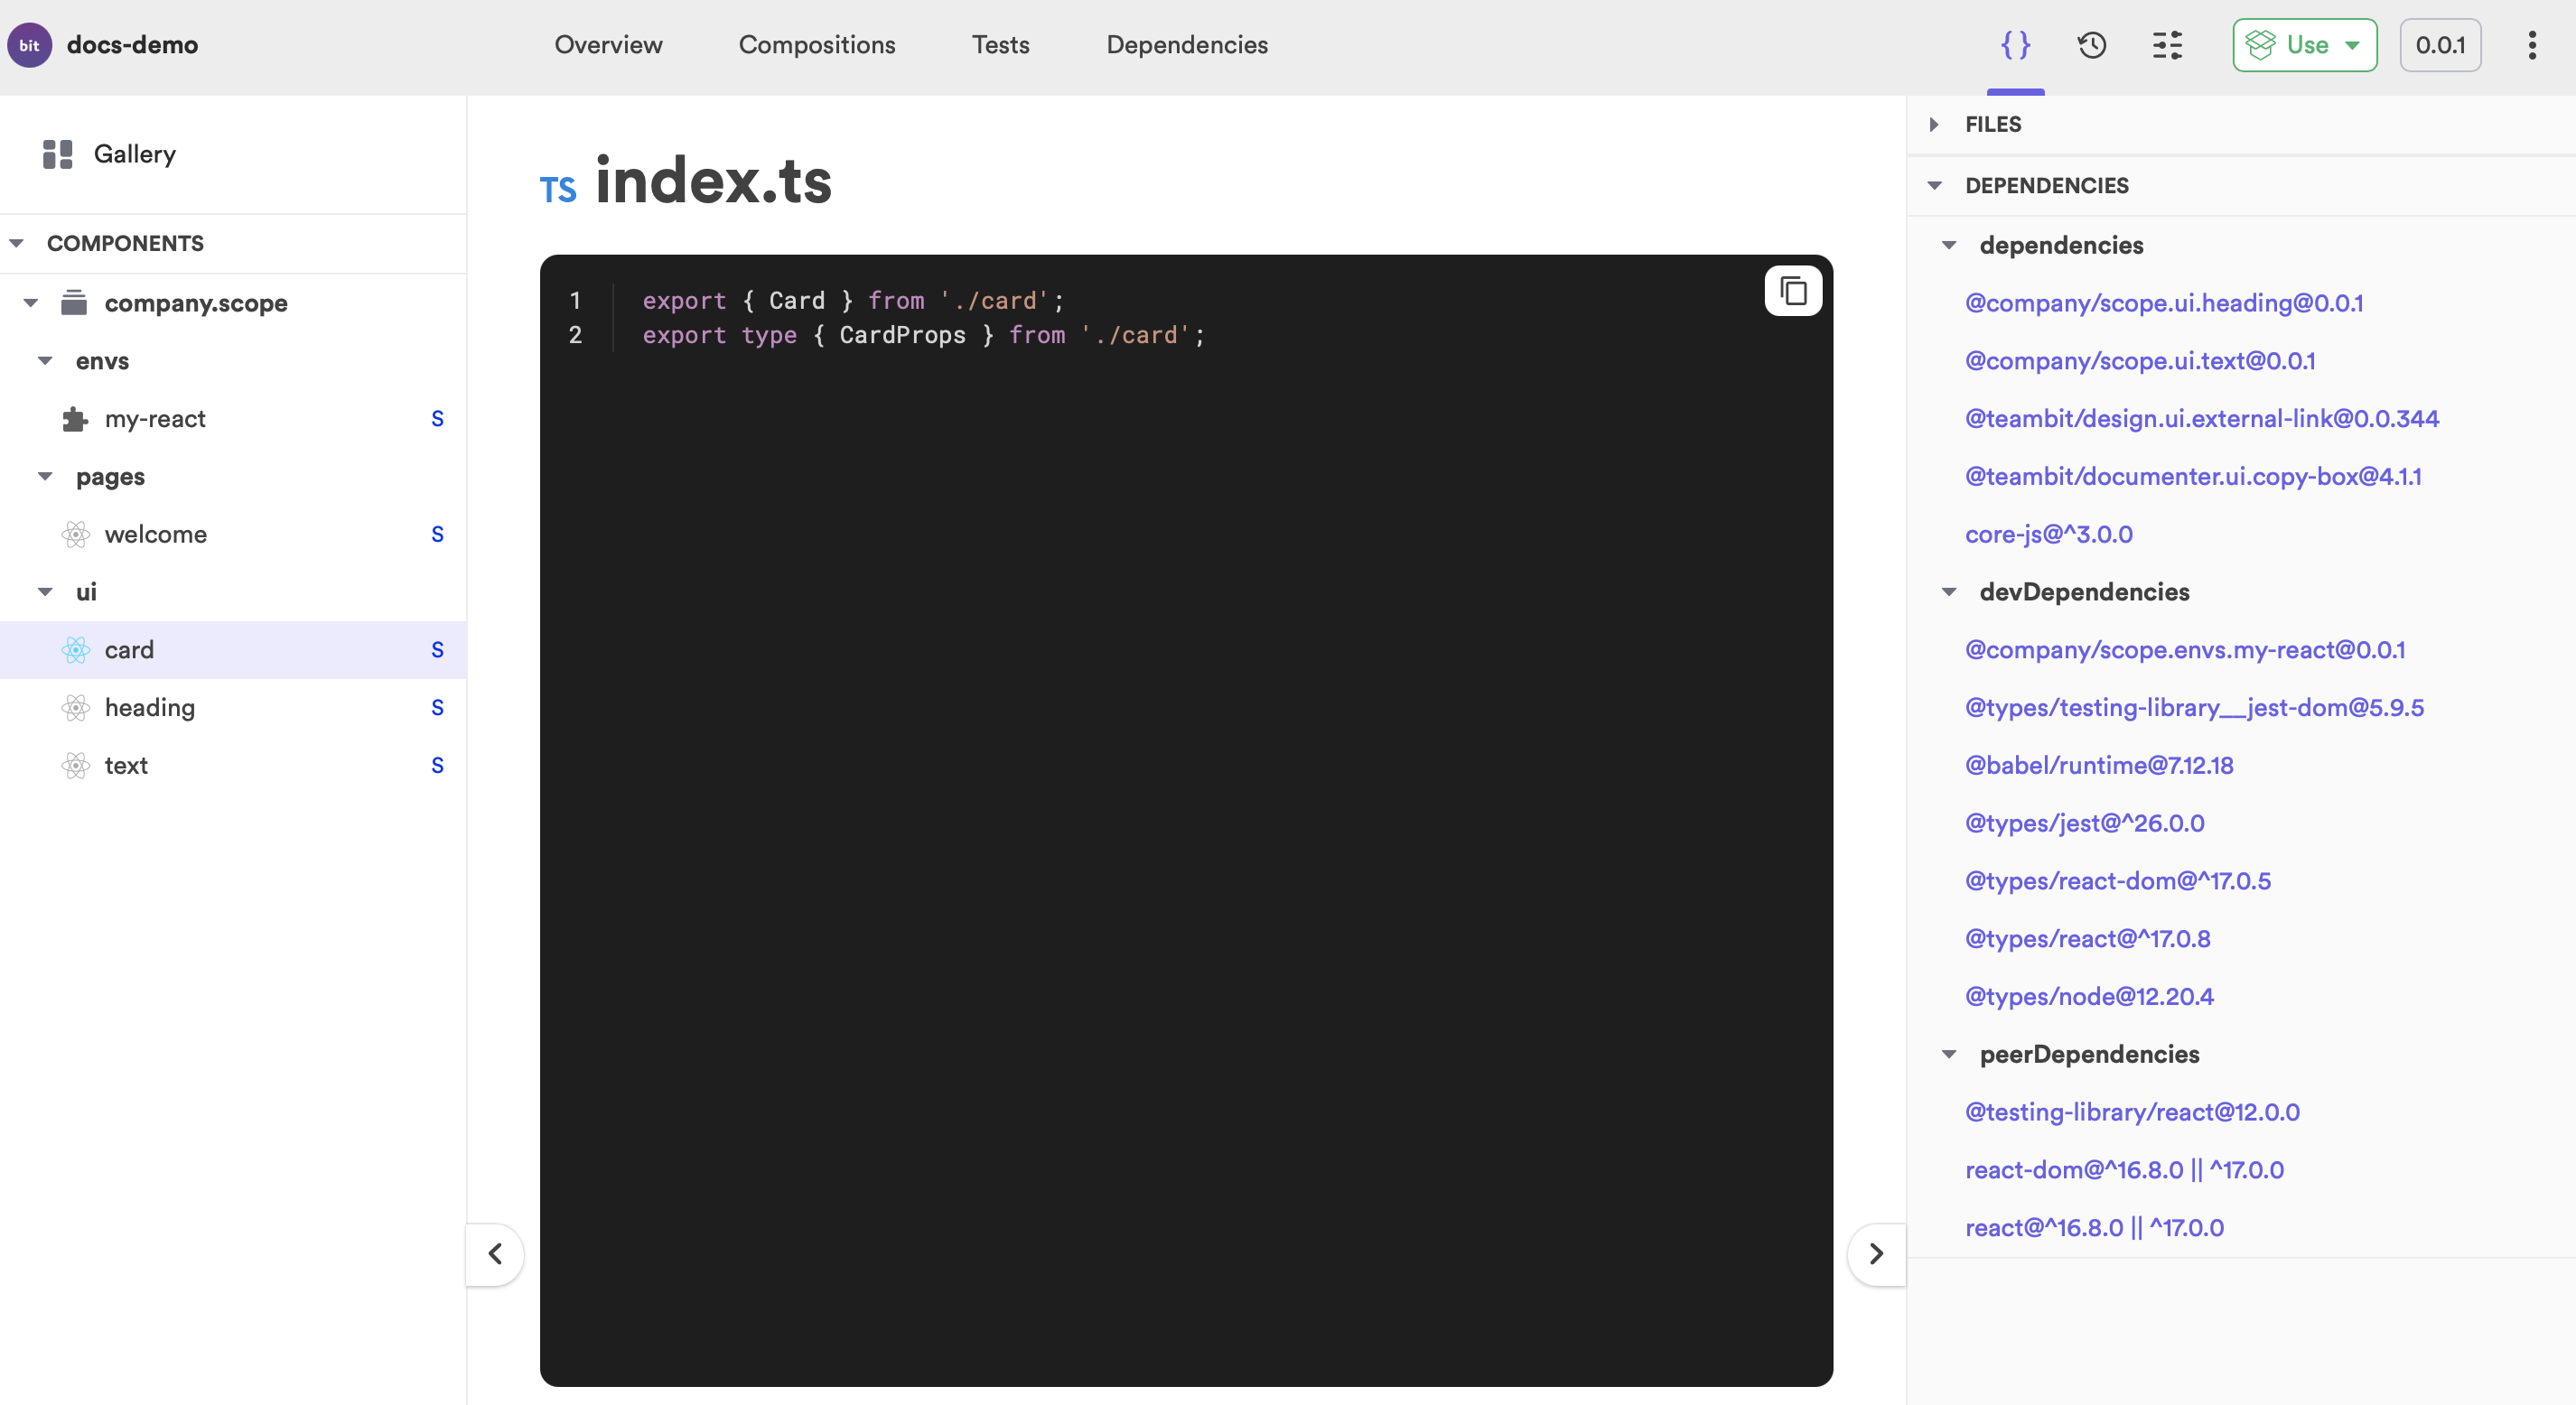 bit docs-demo
Overview Compositions Tests Dependencies
{ } Use 0.0.1
Gallery
COMPONENTS
company.scope
envs
my-react S
pages
welcome S
ui
card S
heading S
text S
TS index.ts
1 export { Card } from './card';
2 export type { CardProps } from './card';
FILES
DEPENDENCIES
dependencies
@company/scope.ui.heading@0.0.1
@company/scope.ui.text@0.0.1
@teambit/design.ui.external-link@0.0.344
@teambit/documenter.ui.copy-box@4.1.1
core-js@^3.0.0
devDependencies
@company/scope.envs.my-react@0.0.1
@types/testing-library__jest-dom@5.9.5
@babel/runtime@7.12.18
@types/jest@^26.0.0
@types/react-dom@^17.0.5
@types/react@^17.0.8
@types/node@12.20.4
peerDependencies
@testing-library/react@12.0.0
react-dom@^16.8.0 || ^17.0.0
react@^16.8.0 || ^17.0.0